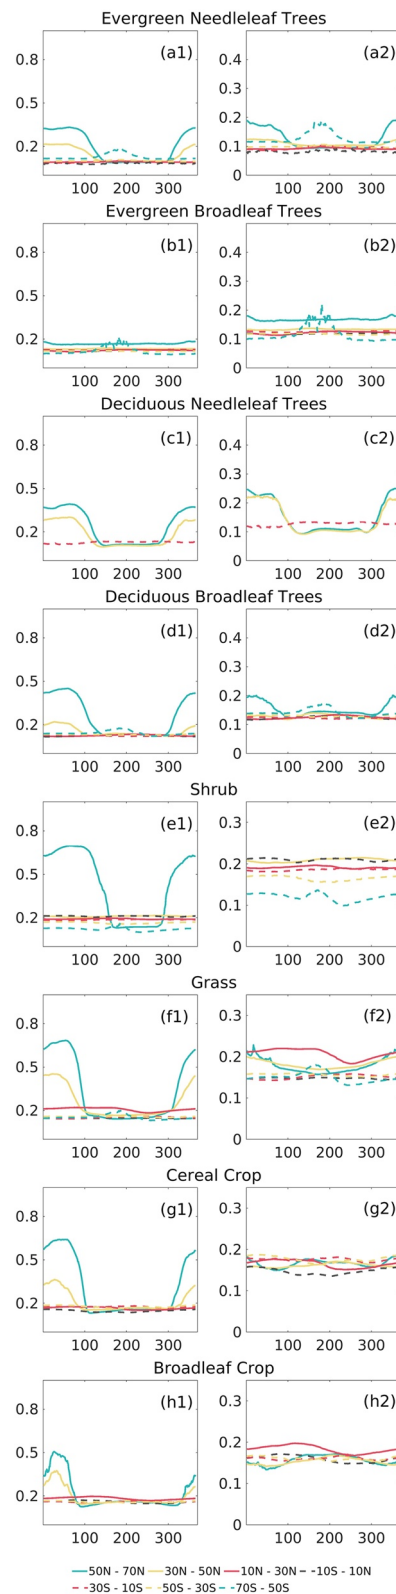 Evergreen Needleleaf Trees
(a1) (a2)
0.8 0.5 0.2
0.4 0.3 0.2 0.1 0
100 200 300 100 200 300
Evergreen Broadleaf Trees
(b1) (b2)
0.8 0.5 0.2
0.4 0.3 0.2 0.1 0
100 200 300 100 200 300
Deciduous Needleleaf Trees
(c1) (c2)
0.8 0.5 0.2
0.4 0.3 0.2 0.1 0
100 200 300 100 200 300
Deciduous Broadleaf Trees
(d1) (d2)
0.8 0.5 0.2
0.4 0.3 0.2 0.1 0
100 200 300 100 200 300
Shrub
(e1) (e2)
0.8 0.5 0.2
0.3 0.2 0.1 0
100 200 300 100 200 300
Grass
(f1) (f2)
0.8 0.5 0.2
0.3 0.2 0.1 0
100 200 300 100 200 300
Cereal Crop
(g1) (g2)
0.8 0.5 0.2
0.3 0.2 0.1 0
100 200 300 100 200 300
Broadleaf Crop
(h1) (h2)
0.8 0.5 0.2
0.3 0.2 0.1 0
100 200 300 100 200 300
50N - 70N 30N - 50N 10N - 30N 10S - 10N
30S - 10S 50S - 30S 70S - 50S